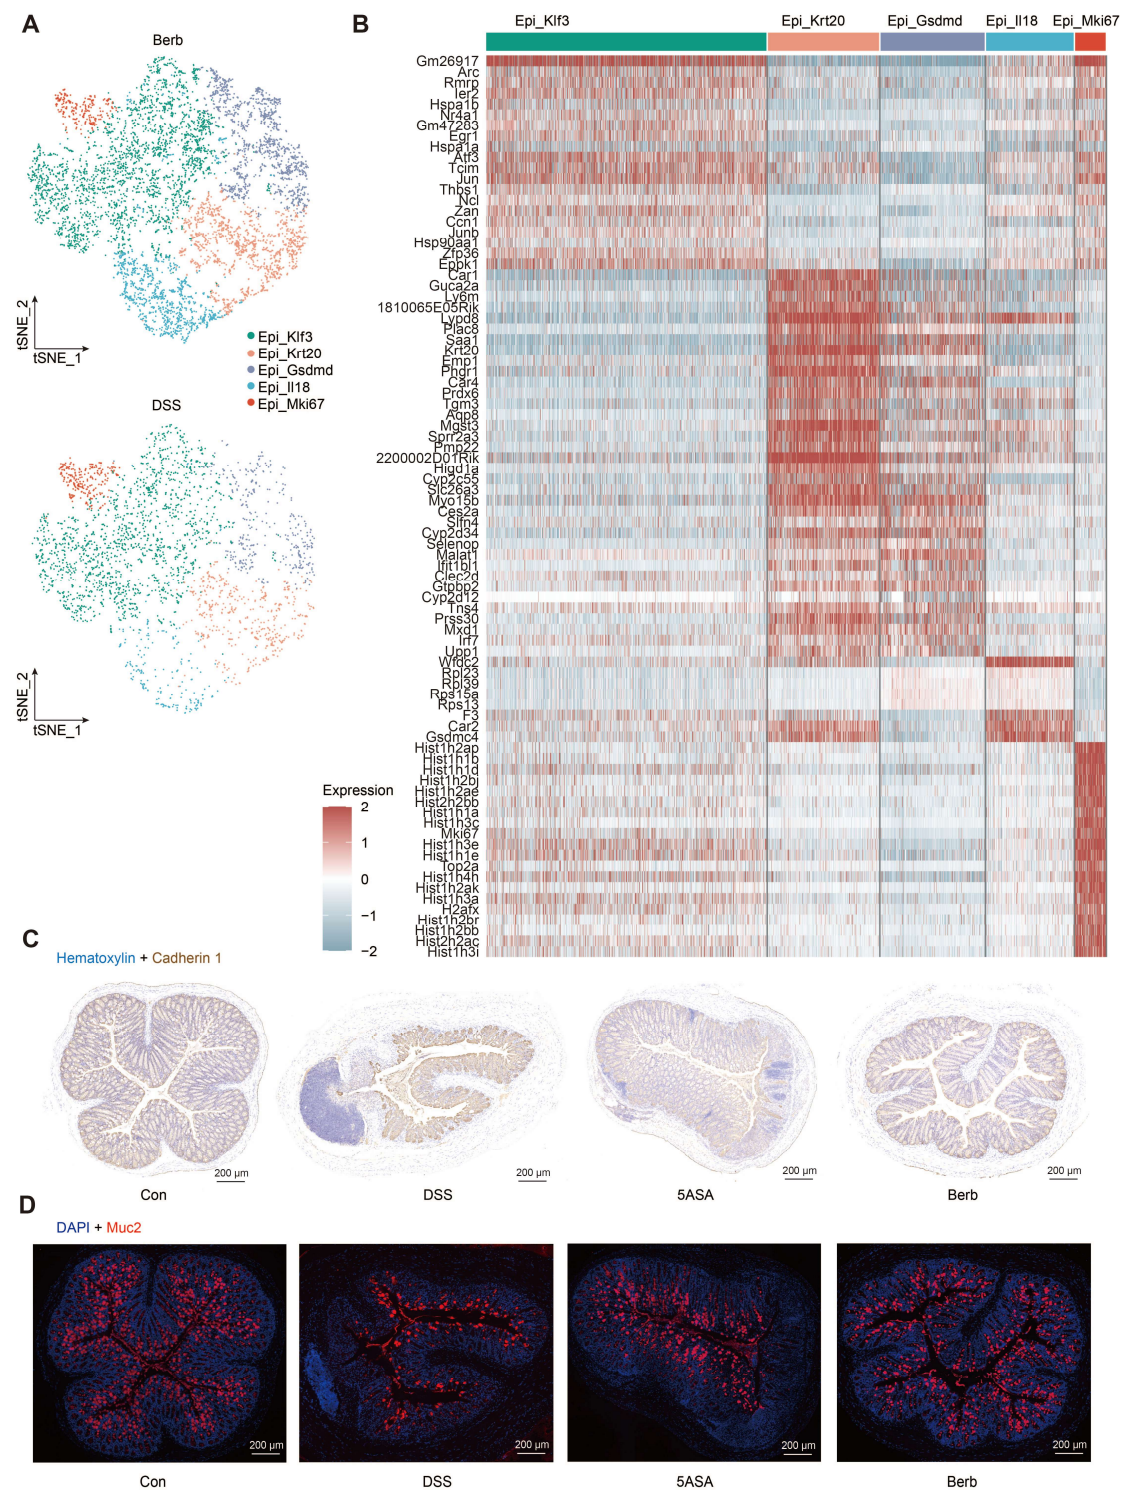 A
Berb
tSNE_2
tSNE_1
Epi_Klf3
Epi_Krt20
Epi_Gsdmd
Epi_Il18
Epi_Mki67
DSS
tSNE_2
tSNE_1
B
Epi_Klf3 Epi_Krt20 Epi_Gsdmd Epi_Il18 Epi_Mki67
Gm26917
Arc
Rmrp
Ier2
Hspa1b
Nr4a1
Gm47283
Egr1
Hspa1a
Atf3
Tcim
Jun
Thbs1
Ncl
Zan
Ccn1
Junb
Hsp90aa1
Zfp36
Eppk1
Car1
Guca2a
Ly6m
1810065E05Rik
Lypd8
Plac8
Saa1
Krt20
Emp1
Phgr1
Car4
Prdx6
Tgm3
Aqp8
Mgst3
Sprr2a3
Pmp22
2200002D01Rik
Higd1a
Cyp2c55
Slc26a3
Myo15b
Ces2a
Slfn4
Cyp2d34
Selenop
Malat1
Ifit1bl1
Clec2d
Gtpbp2
Cyp2d12
Tns4
Prss30
Mxd1
Irf7
Upp1
Wfdc2
Rpl23
Rpl39
Rps15a
Rps13
F3
Car2
Gsdmc4
Hist1h2ap
Hist1h1b
Hist1h1d
Hist1h2bj
Hist1h2ae
Hist2h2bb
Hist1h1a
Hist1h3c
Mki67
Hist1h3e
Hist1h1e
Top2a
Hist1h4h
Hist1h2ak
Hist1h3a
H2afx
Hist1h2br
Hist1h2bb
Hist2h2ac
Hist1h3i
Expression
2
1
0
−1
−2
C
Hematoxylin + Cadherin 1
200 µm 200 µm 200 µm 200 µm
Con DSS 5ASA Berb
D
DAPI + Muc2
200 µm 200 µm 200 µm 200 µm
Con DSS 5ASA Berb